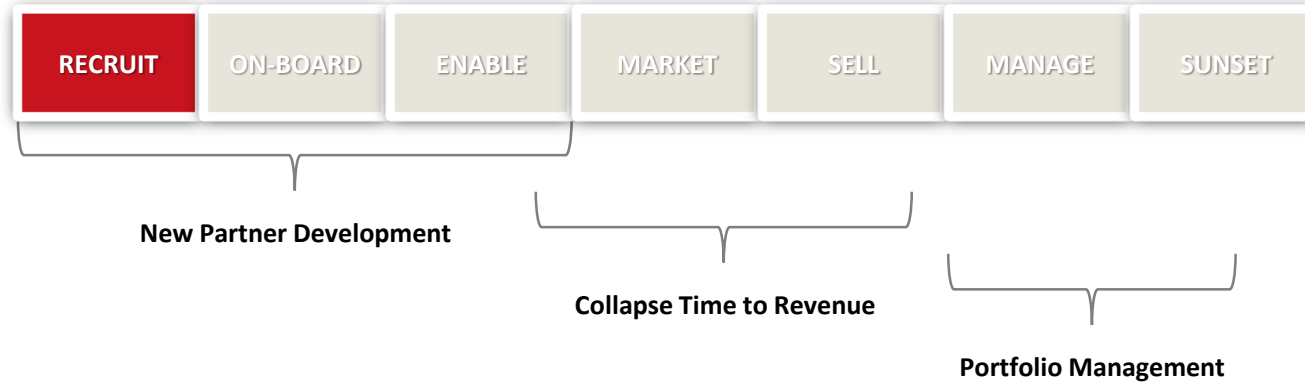 RECRUIT ON-BOARD ENABLE MARKET SELL MANAGE SUNSET
New Partner Development
Collapse Time to Revenue
Portfolio Management